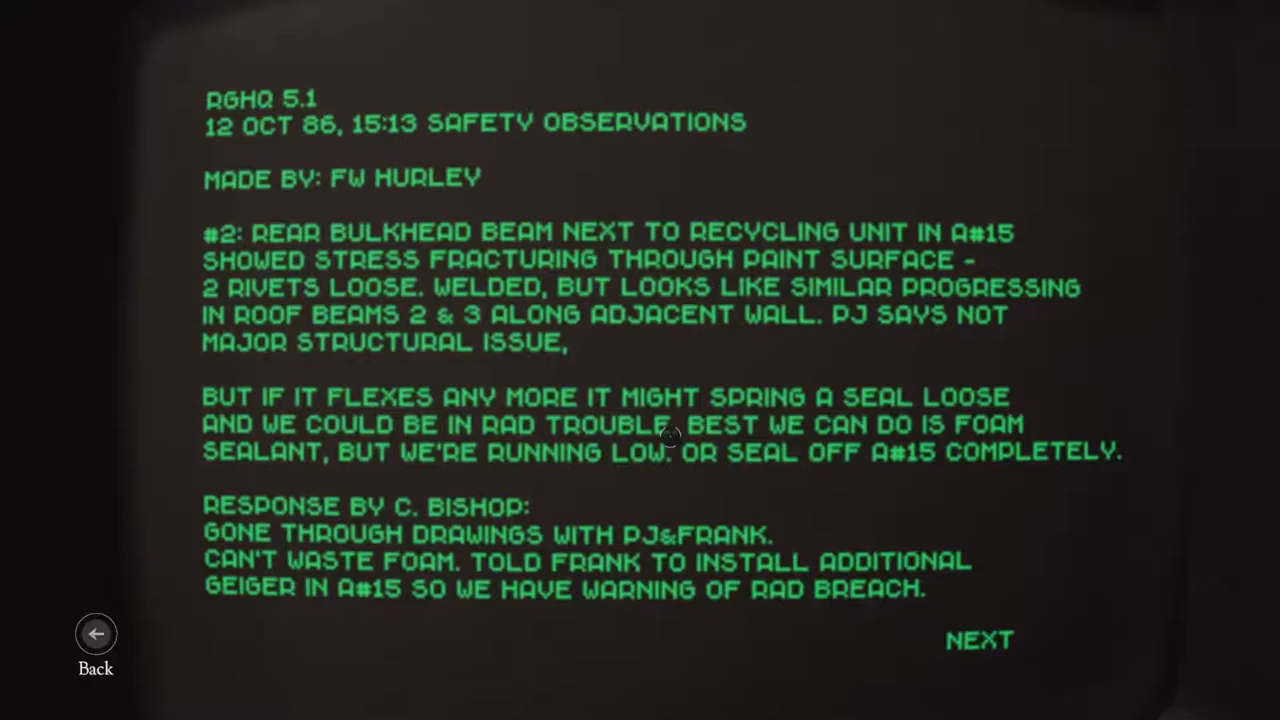 RGHQ 5.1
12 OCT 86, 15:13 SAFETY OBSERVATIONS
MADE BY: FW HURLEY
#2: REAR BULKHEAD BEAM NEXT TO RECYCLING UNIT IN A#15
SHOWED STRESS FRACTURING THROUGH PAINT SURFACE -
2 RIVETS LOOSE. WELDED, BUT LOOKS LIKE SIMILAR PROGRESSING
IN ROOF BEAMS 2 & 3 ALONG ADJACENT WALL. PJ SAYS NOT
MAJOR STRUCTURAL ISSUE,
BUT IF IT FLEXES ANY MORE IT MIGHT SPRING A SEAL LOOSE
AND WE COULD BE IN RAD TROUBLE. BEST WE CAN DO IS FOAM
SEALANT, BUT WE'RE RUNNING LOW. OR SEAL OFF A#15 COMPLETELY.
RESPONSE BY C. BISHOP:
GONE THROUGH DRAWINGS WITH PJ&FRANK.
CAN'T WASTE FOAM. TOLD FRANK TO INSTALL ADDITIONAL
GEIGER IN A#15 SO WE HAVE WARNING OF RAD BREACH.
NEXT
Back